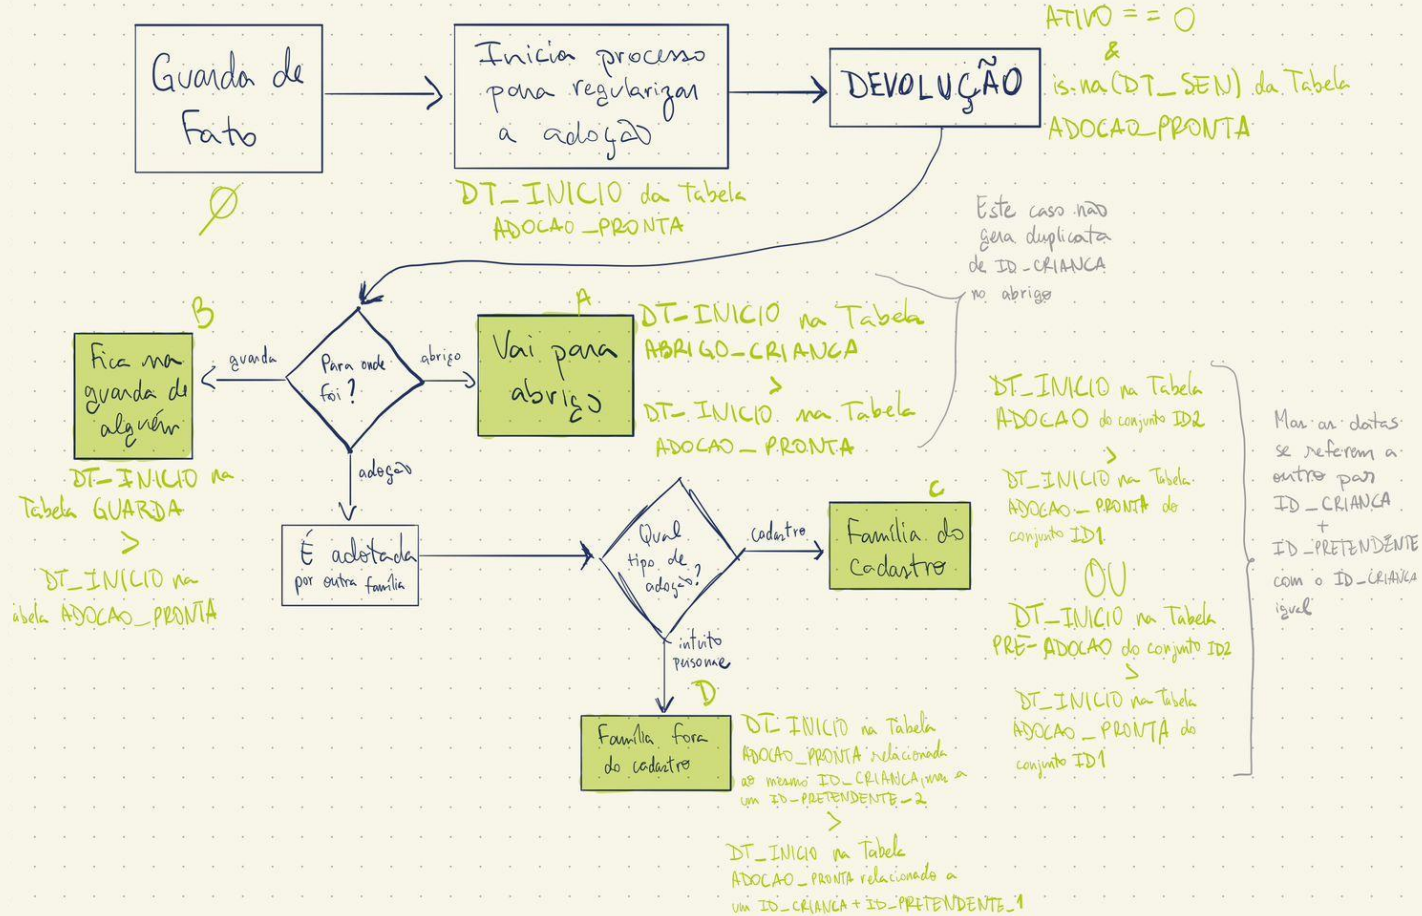 Guarda de
Fato
Ø
Inicia processo
para regularizar
a adoção
DT_INICIO da Tabela
ADOCAO_PRONTA
DEVOLUÇÃO
ATIVO == 0
&
is.na(DT_SEN) da Tabela
ADOCAO_PRONTA
Este caso não
gera duplicata
de ID_CRIANCA
no abrigo
B
Fica na
guarda de
alguém
DT_INICIO na
Tabela GUARDA
>
DT_INICIO na
abela ADOCAO_PRONTA
guarda
Para onde
foi?
abrigo
A
Vai para
abrigo
DT_INICIO na Tabela
ABRIGO_CRIANCA
>
DT_INICIO na Tabela
ADOCAO_PRONTA
adoção
É adotada
por outra família
Qual
tipo de
adoção?
cadastro
C
Família do
cadastro
DT_INICIO na Tabela
ADOCAO do conjunto ID2
>
DT_INICIO na Tabela
ADOCAO_PRONTA do
conjunto ID1
OU
DT_INICIO na Tabela
PRE-ADOCAO do conjunto ID2
>
DT_INICIO na Tabela
ADOCAO_PRONTA do
conjunto ID1
Mas as datas
se referem a
outro par
ID_CRIANCA
+
ID_PRETENDENTE
com o ID_CRIANCA
igual
intuito
personae
D
Família fora
do cadastro
DT_INICIO na Tabela
ADOCAO_PRONTA relacionada
ao mesmo ID_CRIANCA, mas a
um ID_PRETENDENTE_2
>
DT_INICIO na Tabela
ADOCAO_PRONTA relacionado a
um ID_CRIANCA + ID_PRETENDENTE_1